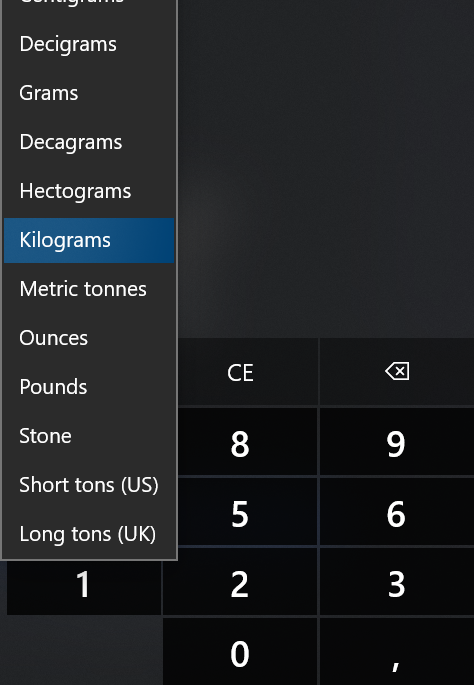 Centigrams
Decigrams
Grams
Decagrams
Hectograms
Kilograms
Metric tonnes
Ounces
Pounds
Stone
Short tons (US)
Long tons (UK)
CE
8
9
5
6
1
2
3
0
,